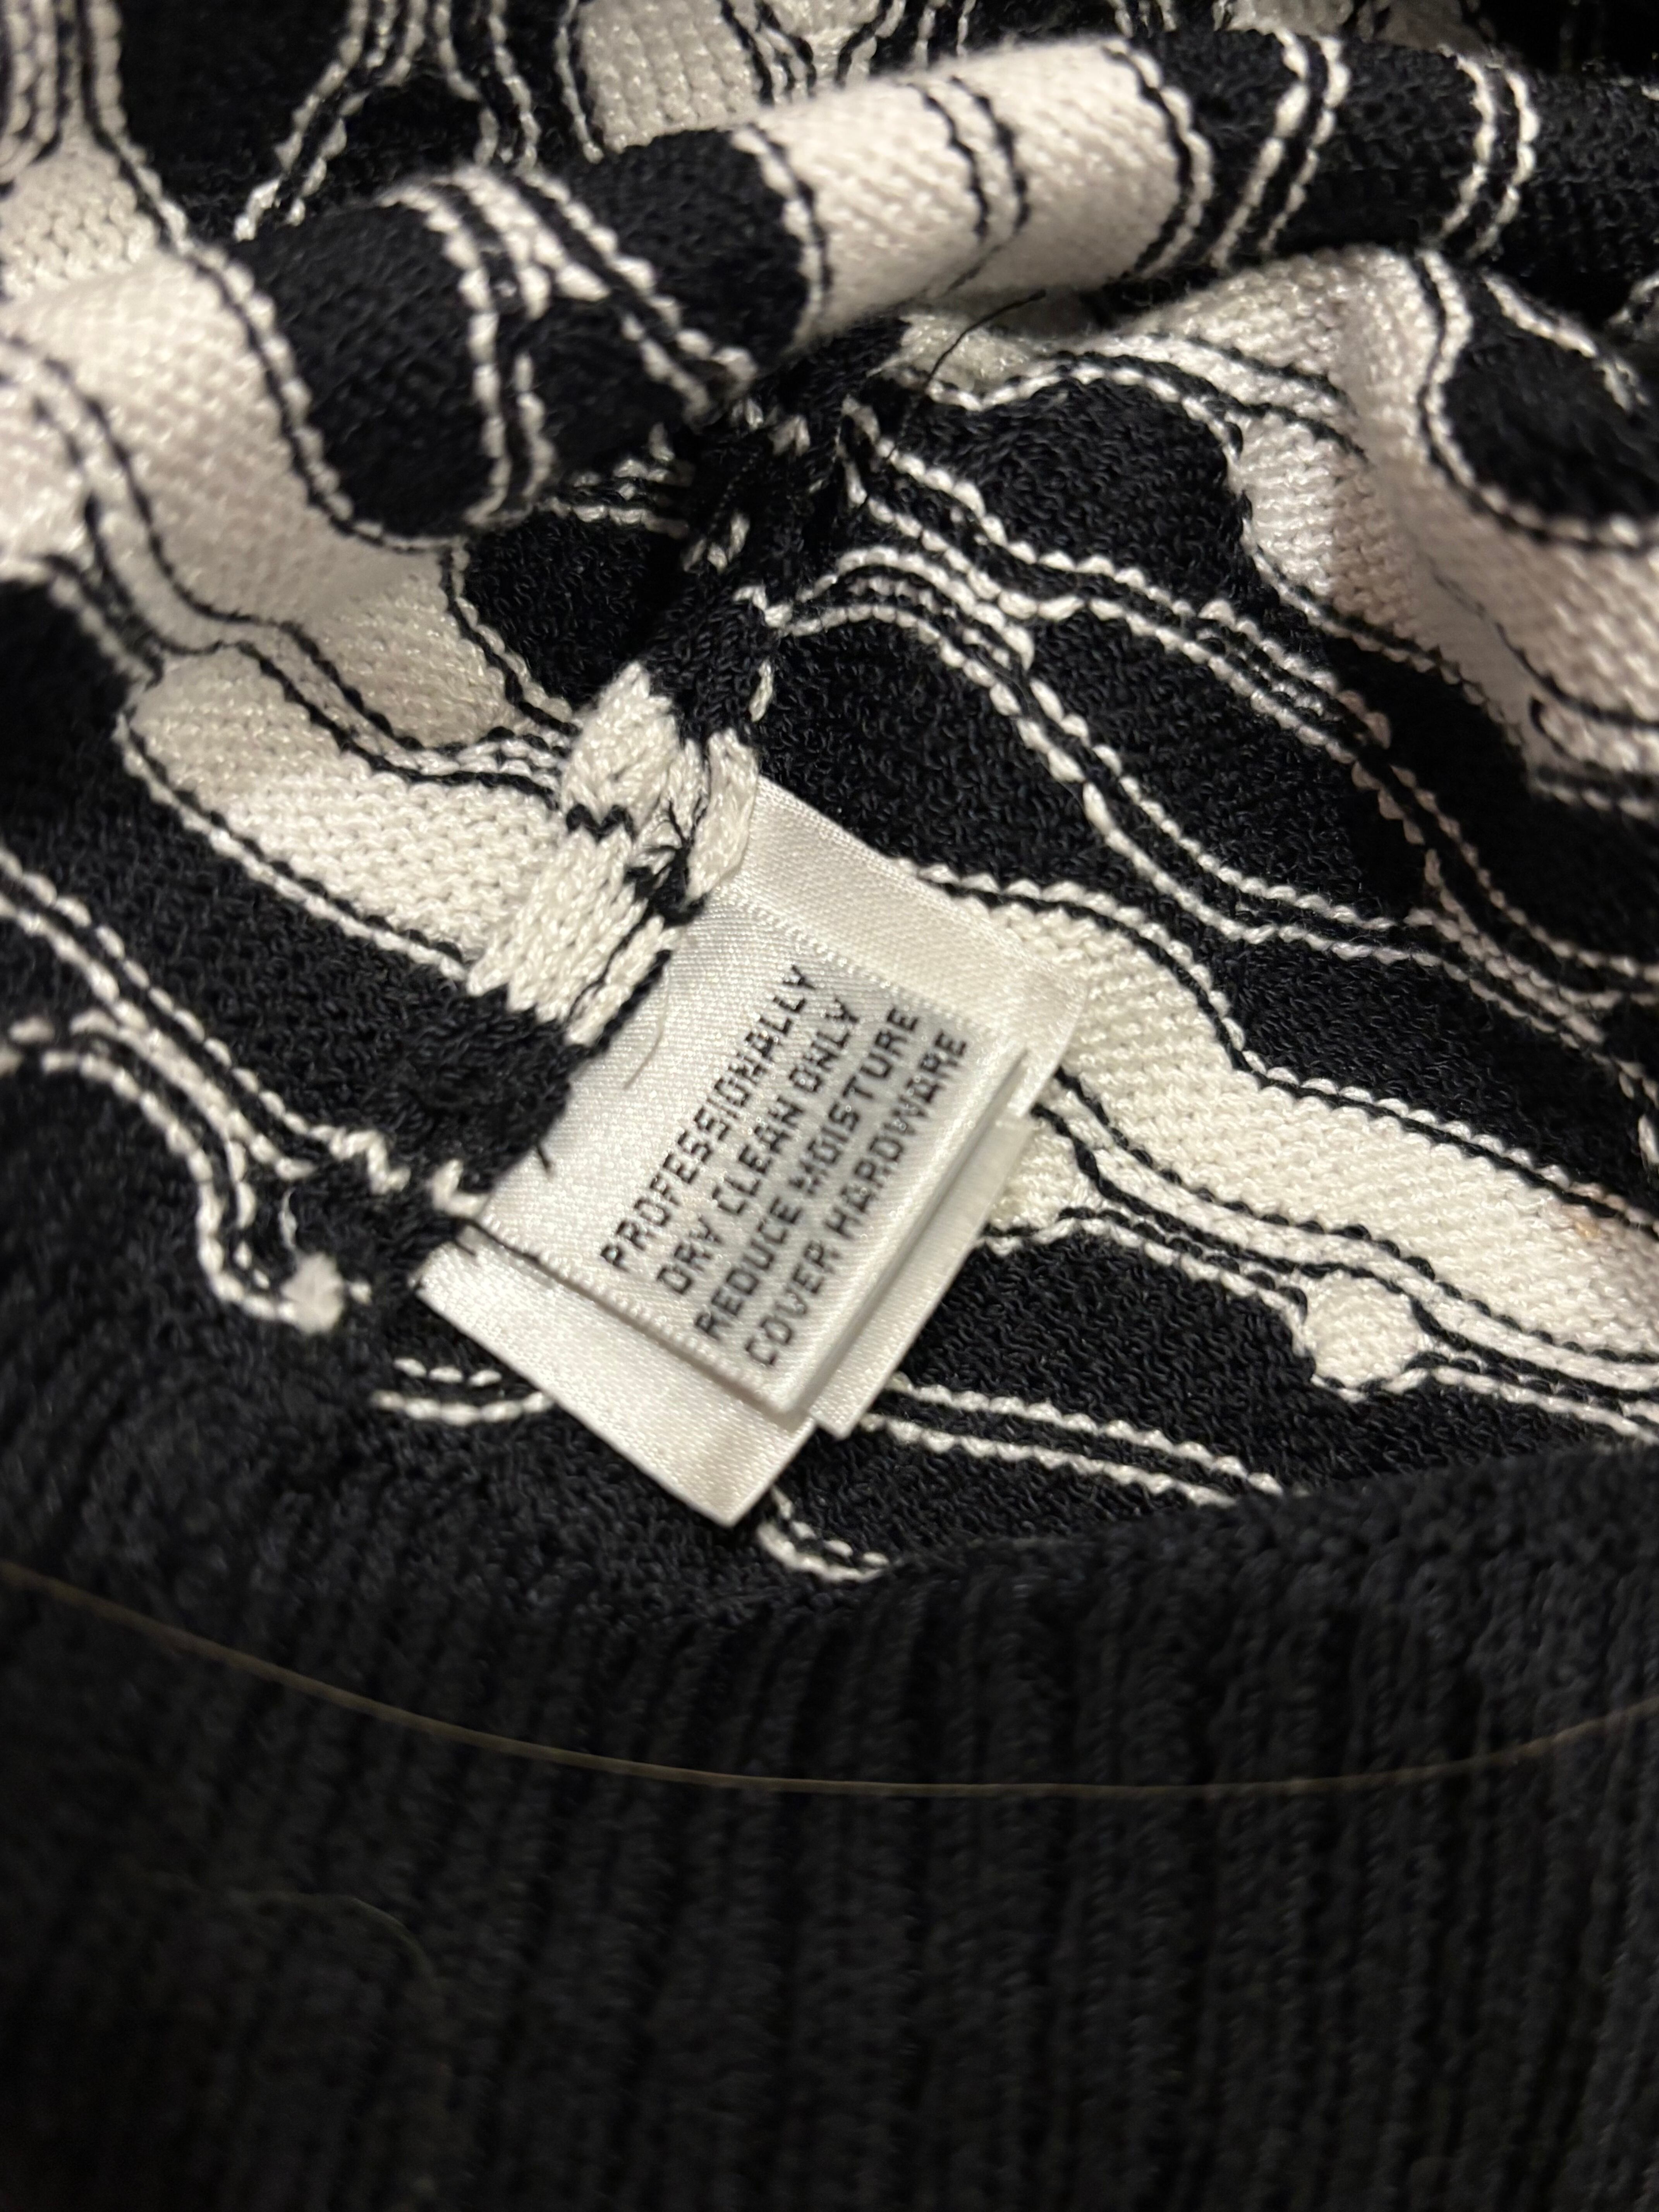 PROFESSIONALLY
DRY CLEAN ONLY
REDUCE MOISTURE
COVER HARDWARE